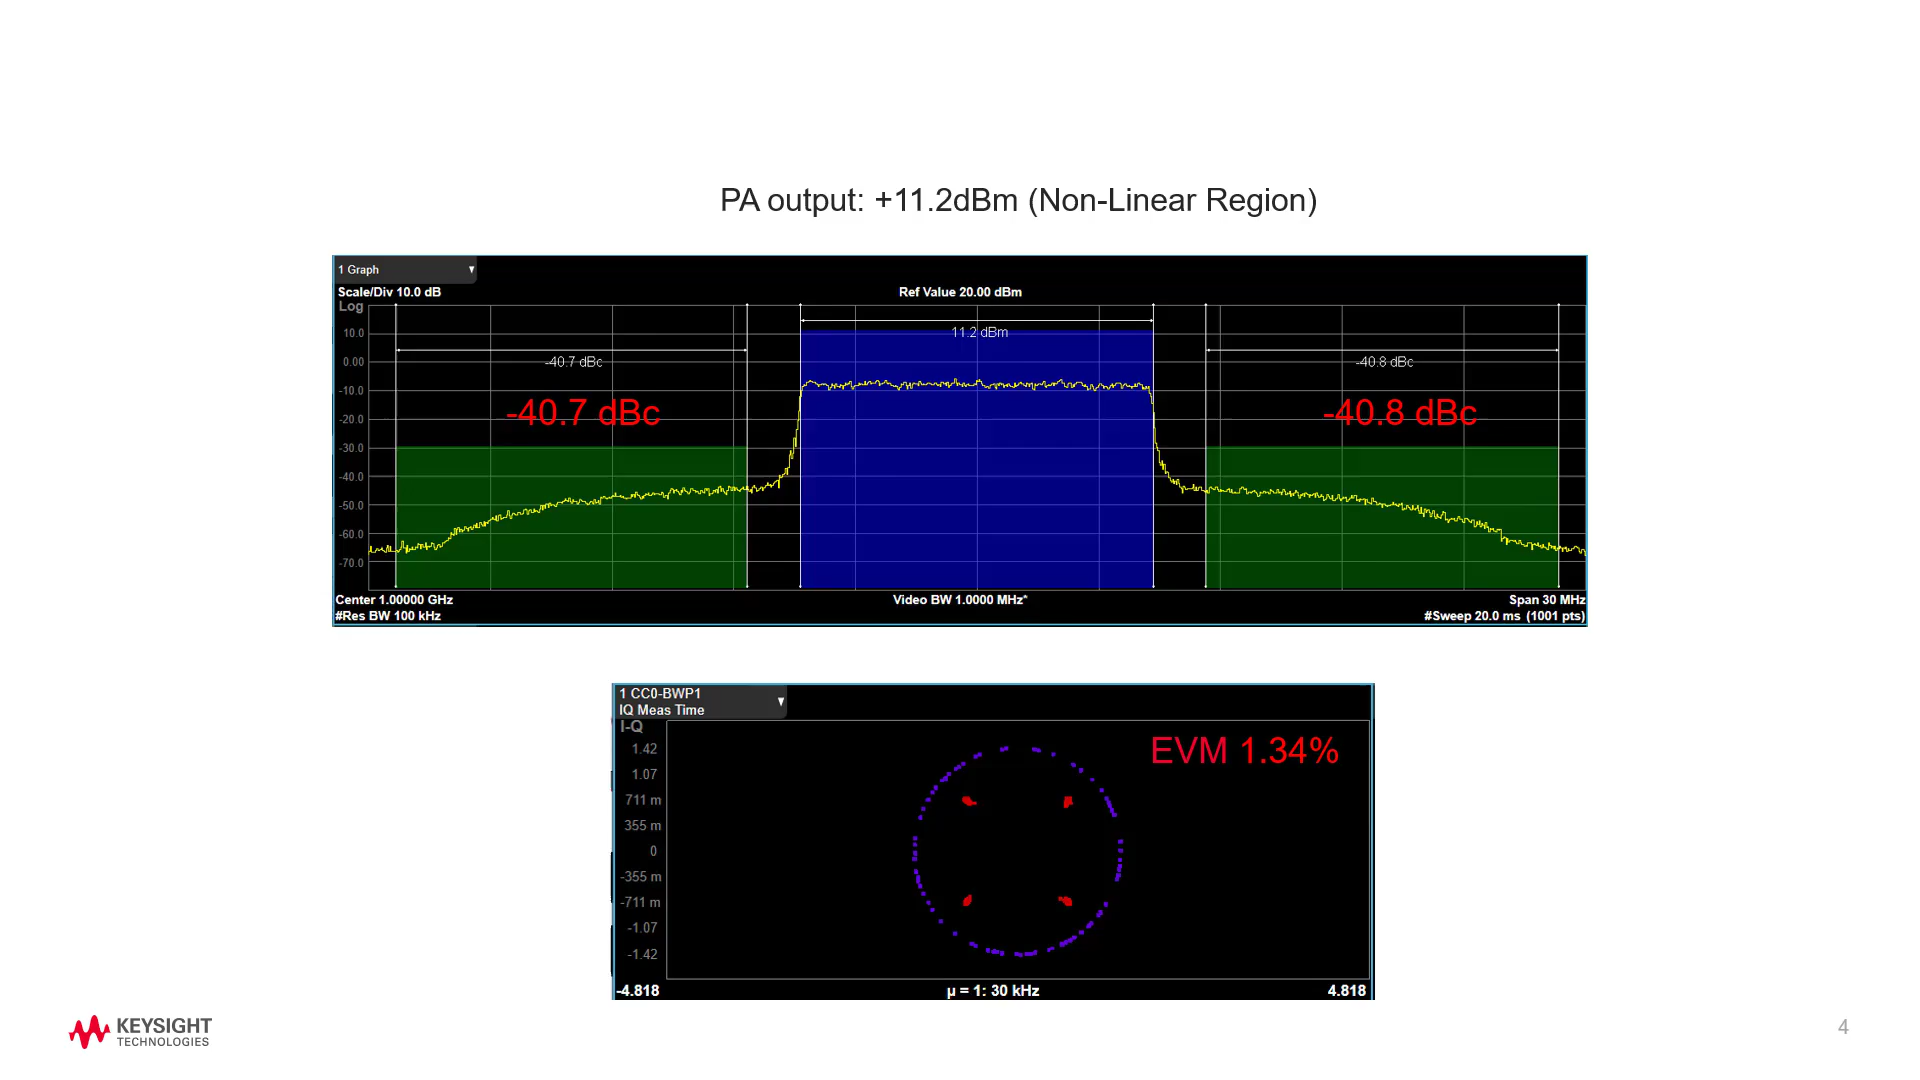 PA output: +11.2dBm (Non-Linear Region)
1 Graph
Scale/Div 10.0 dB
Ref Value 20.00 dBm
Log
10.0
0.00
-10.0
-20.0
-30.0
-40.0
-50.0
-60.0
-70.0
11.2 dBm
-40.7 dBc
-40.8 dBc
-40.7 dBc
-40.8 dBc
Center 1.00000 GHz
Video BW 1.0000 MHz*
Span 30 MHz
#Res BW 100 kHz
#Sweep 20.0 ms (1001 pts)
1 CC0-BWP1
IQ Meas Time
I-Q
EVM 1.34%
1.42
1.07
711 m
355 m
0
-355 m
-711 m
-1.07
-1.42
-4.818
µ = 1: 30 kHz
4.818
KEYSIGHT
TECHNOLOGIES
4